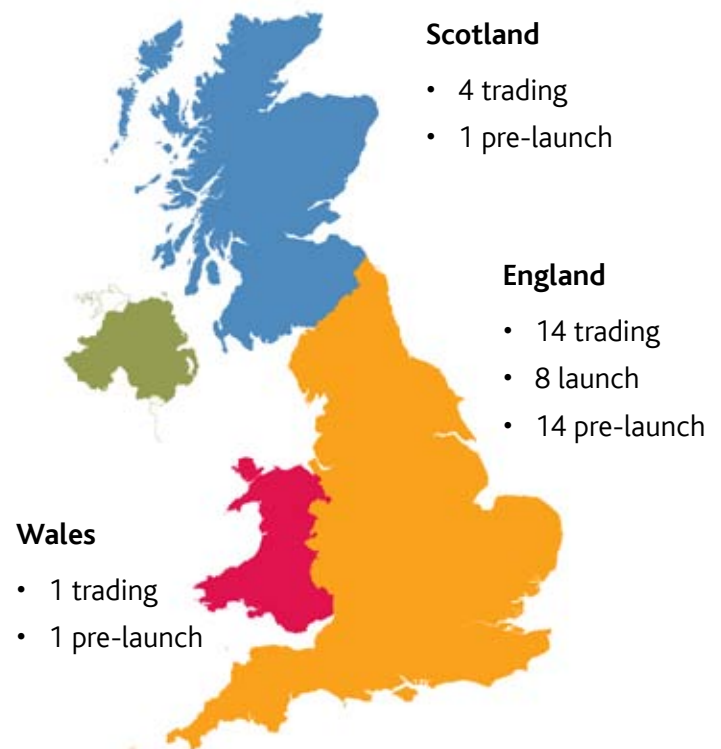 Scotland
• 4 trading
• 1 pre-launch
England
• 14 trading
• 8 launch
• 14 pre-launch
Wales
• 1 trading
• 1 pre-launch